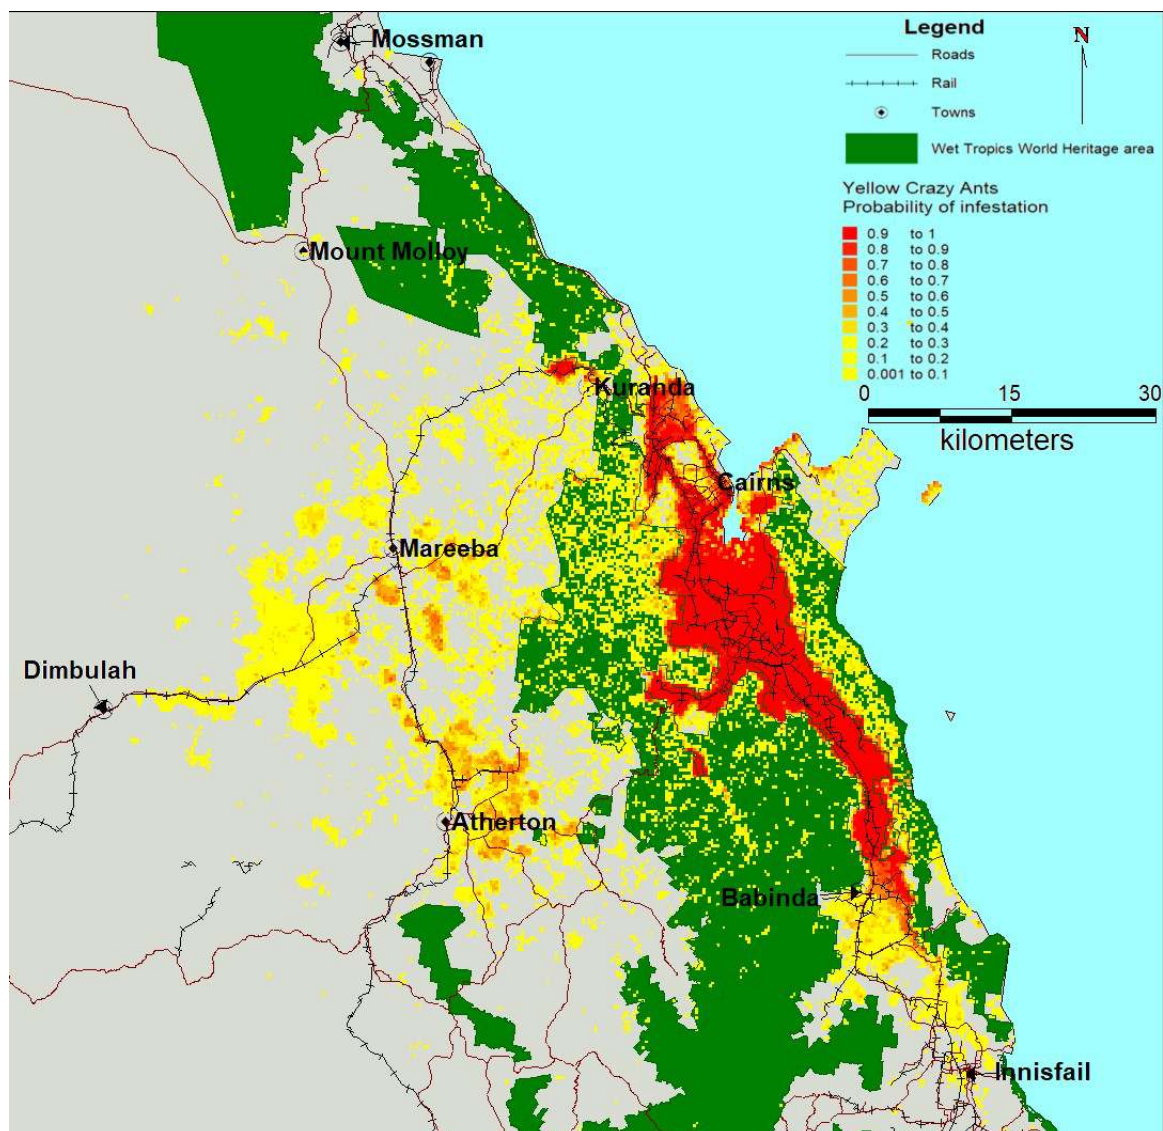 Legend
N
Roads
Rail
Towns
Wet Tropics World Heritage area
Yellow Crazy Ants
Probability of infestation
0.9 to 1
0.8 to 0.9
0.7 to 0.8
0.6 to 0.7
0.5 to 0.6
0.4 to 0.5
0.3 to 0.4
0.2 to 0.3
0.1 to 0.2
0.001 to 0.1
0 15 30
kilometers
Mossman
Mount Molloy
Kuranda
Cairns
Mareeba
Dimbulah
Atherton
Babinda
Innisfail